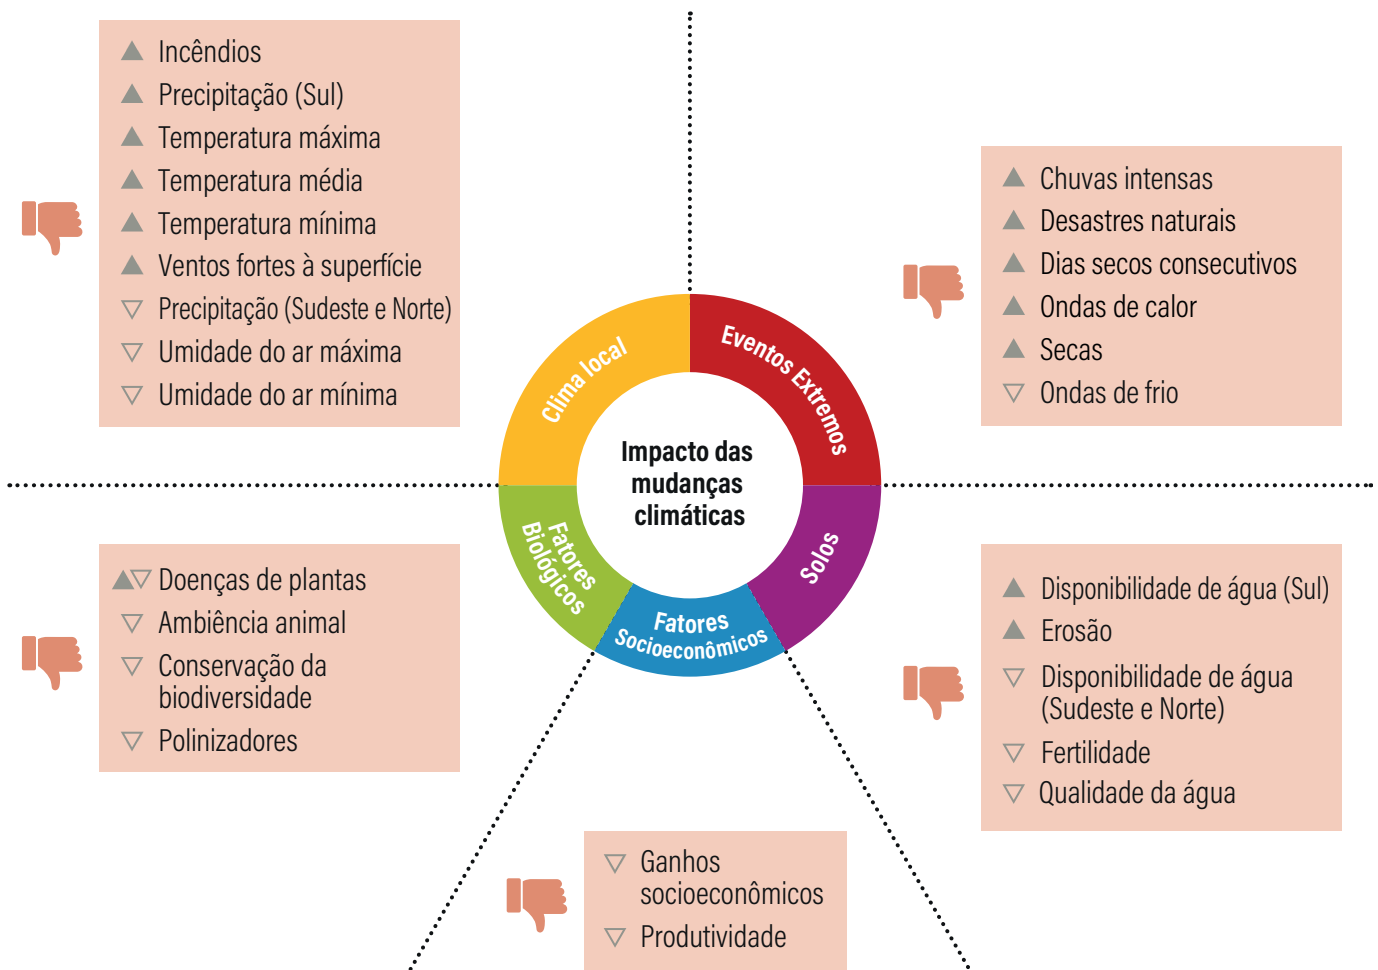 Incêndios
Precipitação (Sul)
Temperatura máxima
Temperatura média
Temperatura mínima
Ventos fortes à superfície
Precipitação (Sudeste e Norte)
Umidade do ar máxima
Umidade do ar mínima
Chuvas intensas
Desastres naturais
Dias secos consecutivos
Ondas de calor
Secas
Ondas de frio
Clima local
Eventos Extremos
Impacto das
mudanças
climáticas
Fatores
Biológicos
Fatores
Socioeconômicos
Solos
Doenças de plantas
Ambiência animal
Conservação da
biodiversidade
Polinizadores
Disponibilidade de água (Sul)
Erosão
Disponibilidade de água
(Sudeste e Norte)
Fertilidade
Qualidade da água
Ganhos
socioeconômicos
Produtividade